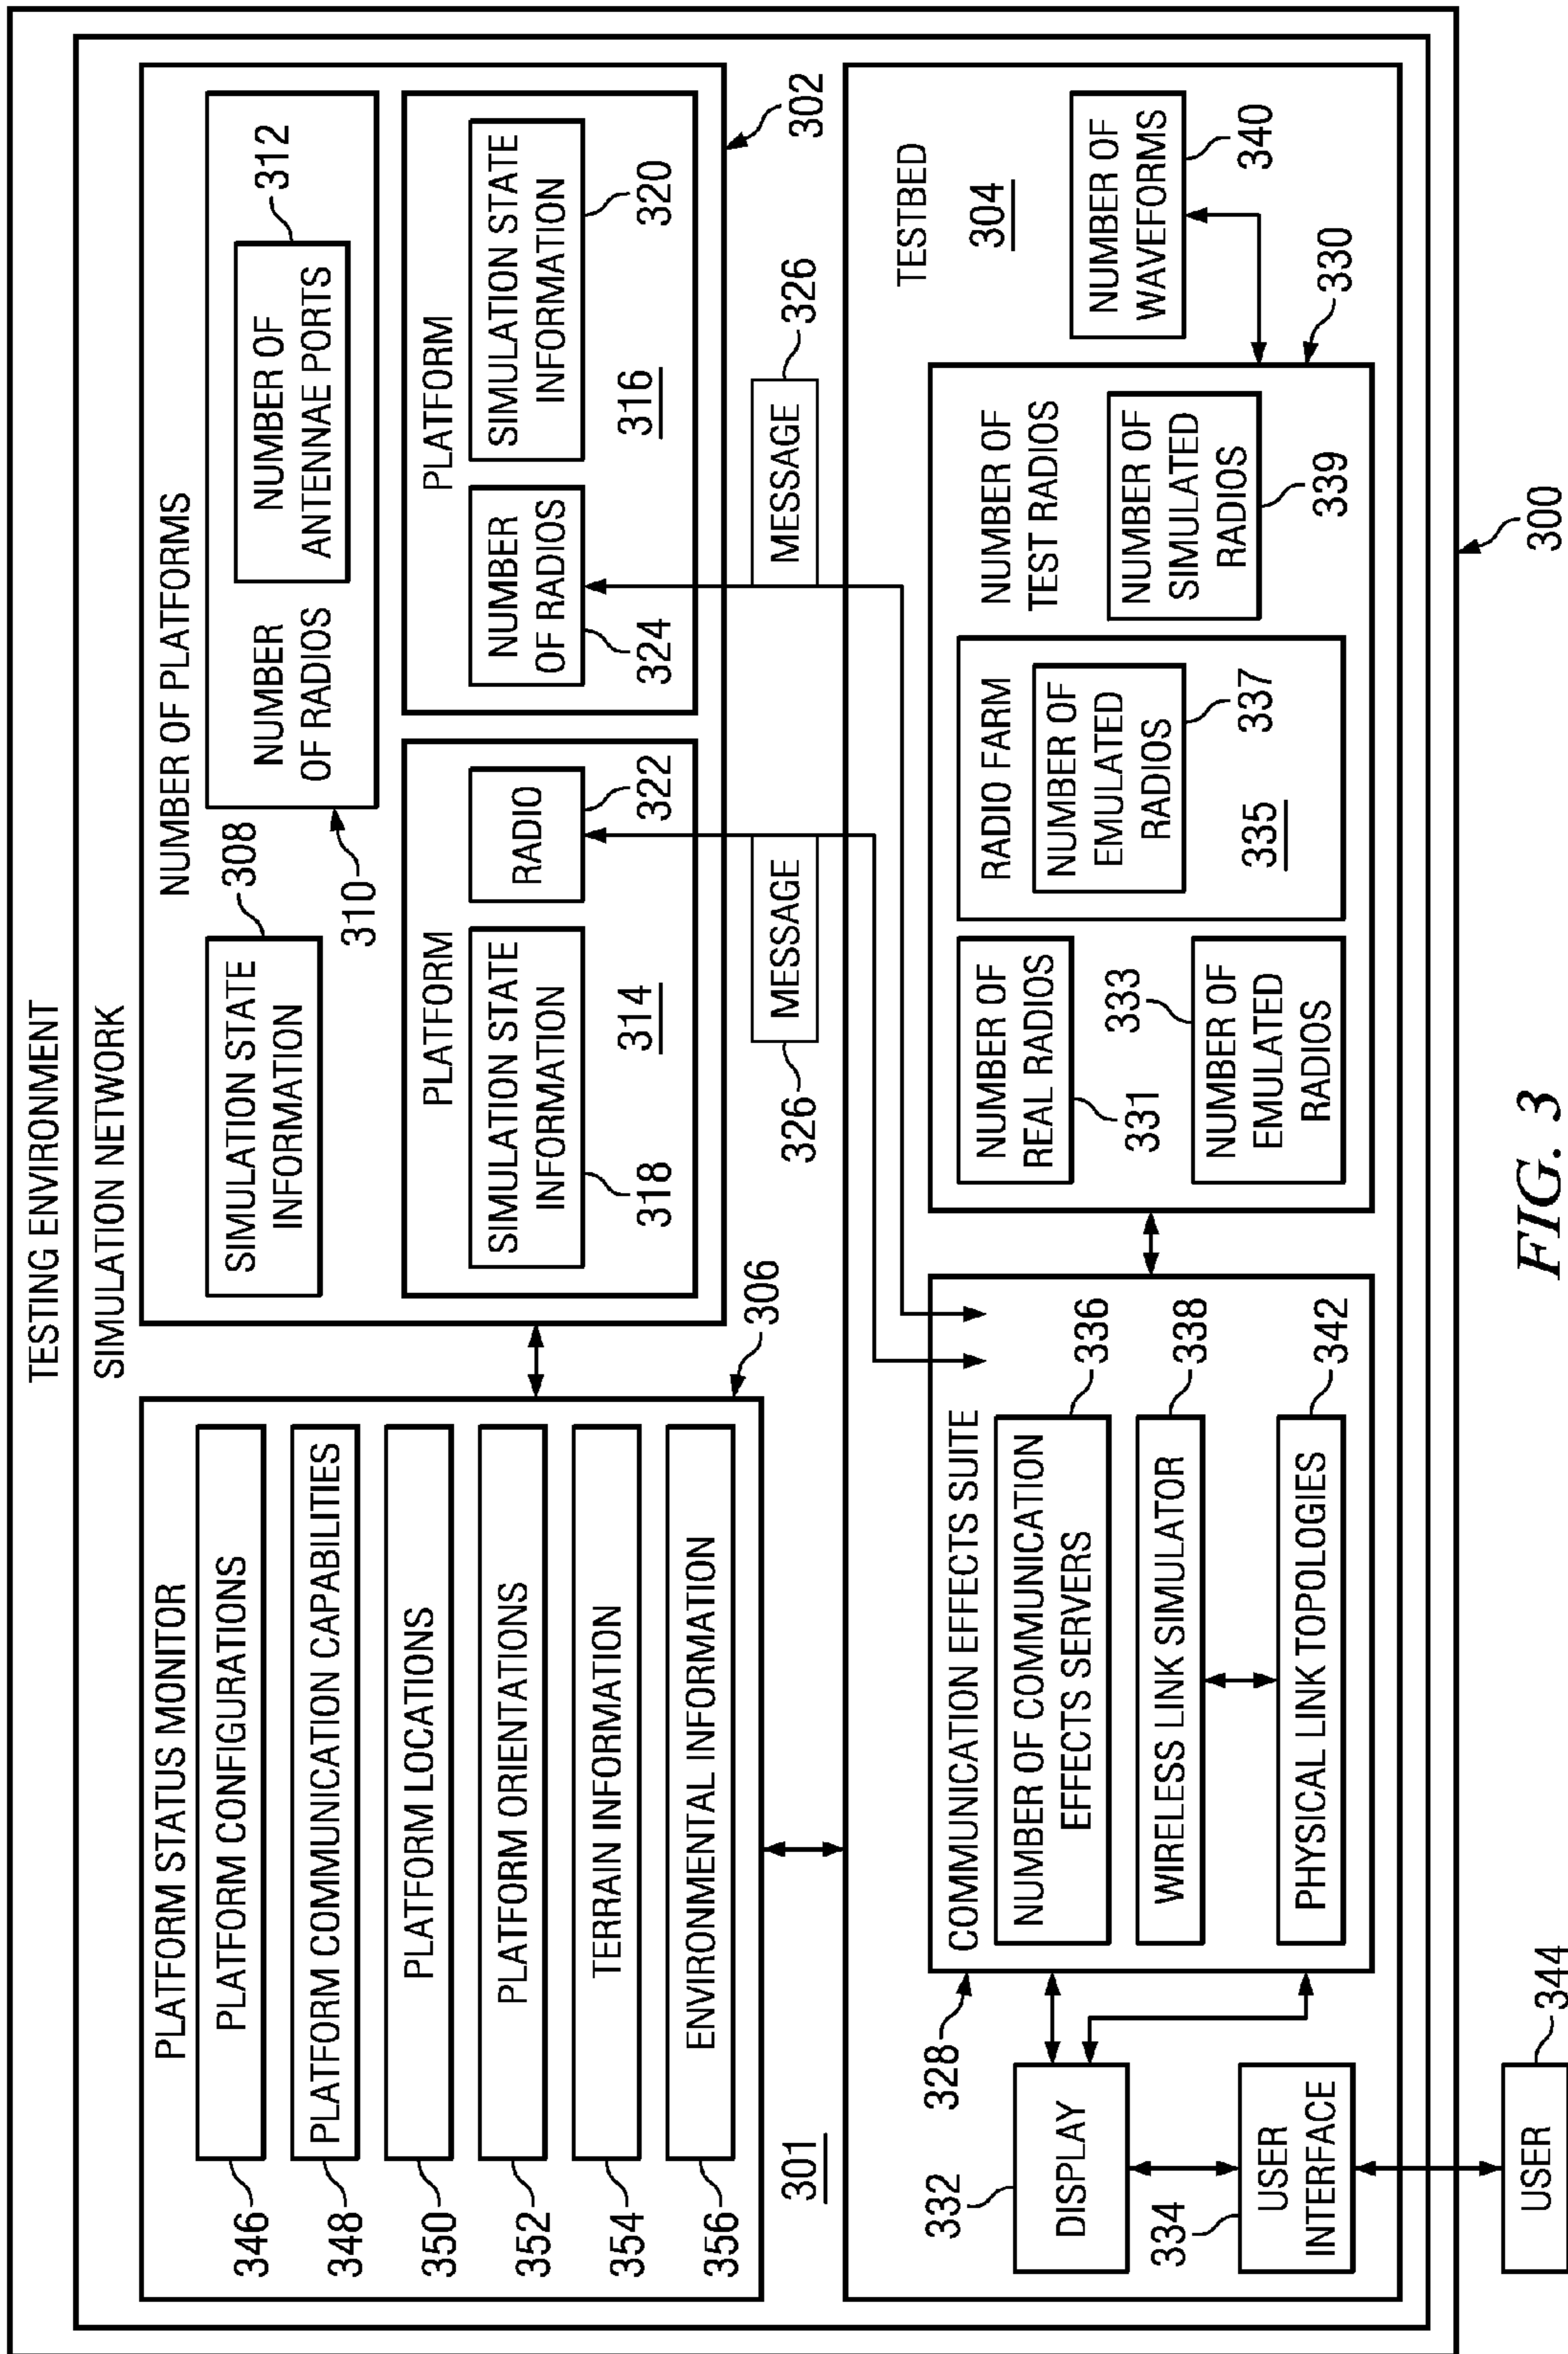 TESTING ENVIRONMENT
SIMULATION NETWORK
PLATFORM STATUS MONITOR
346
PLATFORM CONFIGURATIONS
348
PLATFORM COMMUNICATION CAPABILITIES
350
PLATFORM LOCATIONS
352
PLATFORM ORIENTATIONS
354
TERRAIN INFORMATION
356
ENVIRONMENTAL INFORMATION
306
301
NUMBER OF PLATFORMS
SIMULATION STATE
INFORMATION
308
310
NUMBER
OF RADIOS
NUMBER OF
ANTENNAE PORTS
312
PLATFORM
SIMULATION STATE
INFORMATION
318
314
RADIO
322
PLATFORM
NUMBER
OF RADIOS
324
SIMULATION STATE
INFORMATION
320
316
302
MESSAGE
326
MESSAGE
326
TESTBED
304
328
COMMUNICATION EFFECTS SUITE
NUMBER OF COMMUNICATION
EFFECTS SERVERS
336
WIRELESS LINK SIMULATOR
338
PHYSICAL LINK TOPOLOGIES
342
332
DISPLAY
334
USER
INTERFACE
NUMBER OF
REAL RADIOS
331
333
NUMBER OF
EMULATED
RADIOS
RADIO FARM
NUMBER OF
EMULATED
RADIOS
337
335
NUMBER OF
TEST RADIOS
NUMBER OF
SIMULATED
RADIOS
339
330
NUMBER OF
WAVEFORMS
340
USER
344
300
FIG. 3